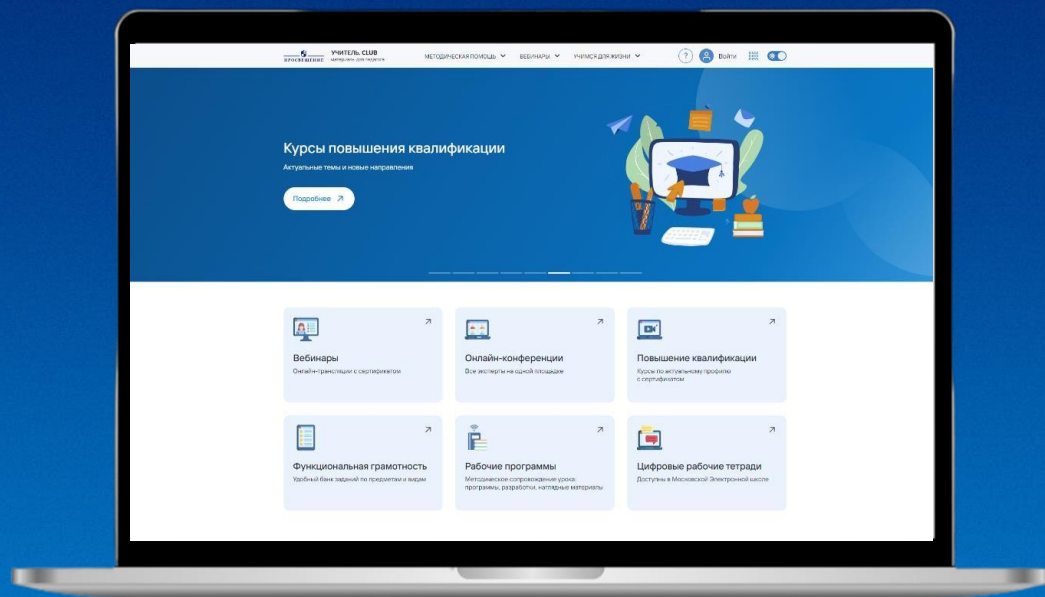 ПРОСВЕЩЕНИЕ
УЧИТЕЛЬ. CLUB
материалы для педагогов
МЕТОДИЧЕСКАЯ ПОМОЩЬ
ВЕБИНАРЫ
УЧИМСЯ ДЛЯ ЖИЗНИ
?
Войти
Курсы повышения квалификации
Актуальные темы и новые направления
Подробнее
Вебинары
Онлайн-трансляции с сертификатом
Онлайн-конференции
Все эксперты на одной площадке
Повышение квалификации
Курсы по актуальному профилю
с сертификатом
Функциональная грамотность
Удобный банк заданий по предметам и видам
Рабочие программы
Методическое сопровождение урока:
программы, разработки, наглядные материалы
Цифровые рабочие тетради
Доступны в Московской Электронной школе